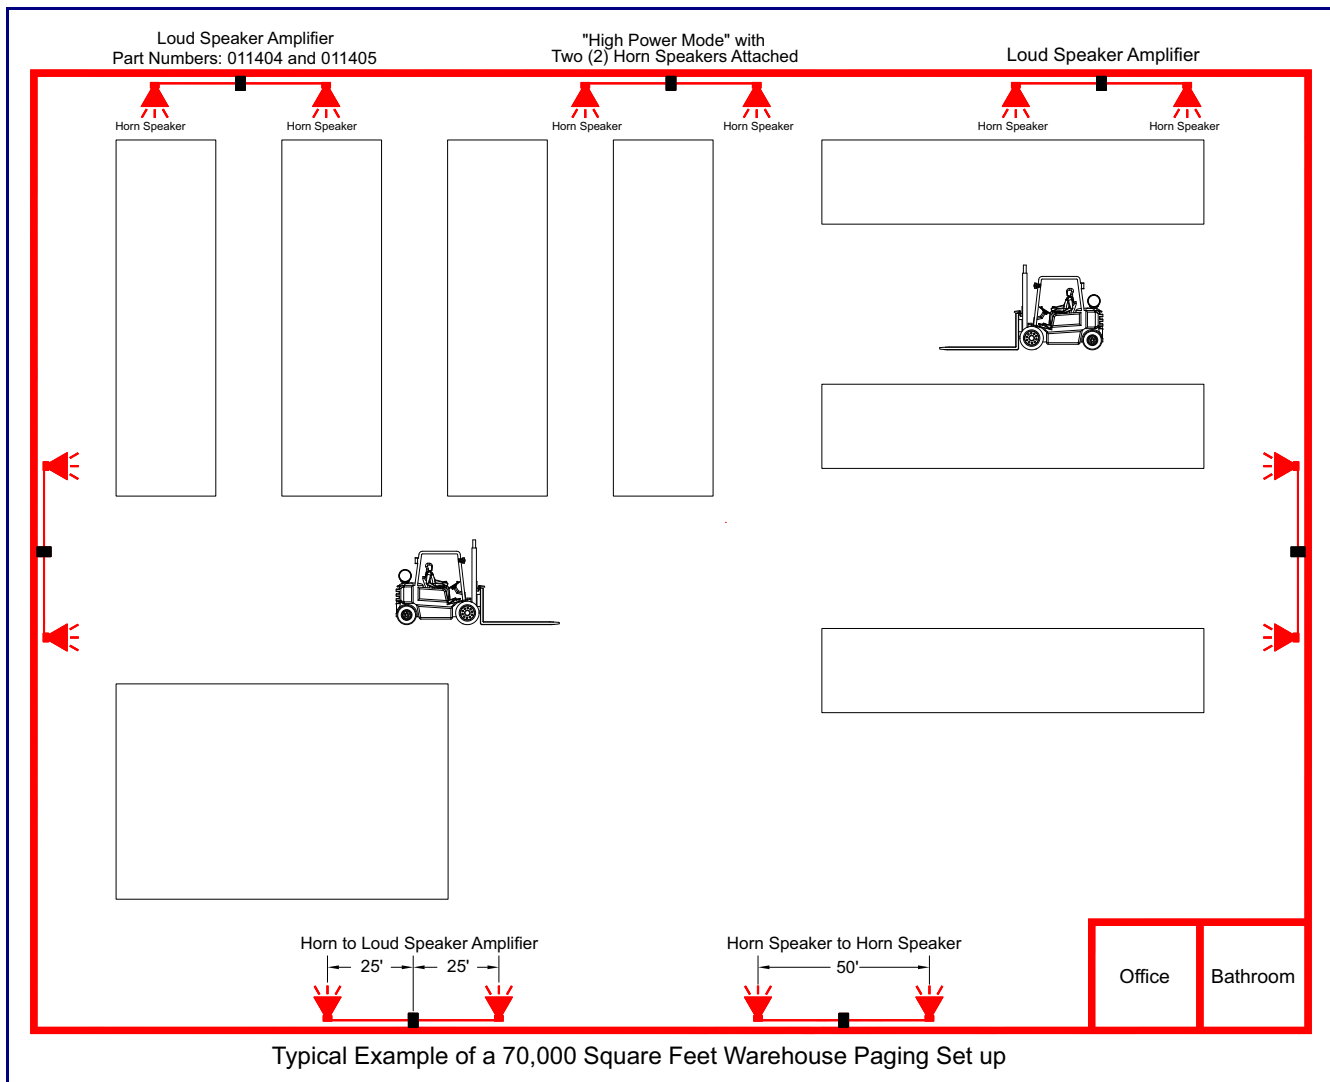 Loud Speaker Amplifier
Part Numbers: 011404 and 011405
"High Power Mode" with
Two (2) Horn Speakers Attached
Loud Speaker Amplifier
Horn Speaker
Horn Speaker
Horn Speaker
Horn Speaker
Horn Speaker
Horn Speaker
Horn to Loud Speaker Amplifier
25'
25'
Horn Speaker to Horn Speaker
50'
Office
Bathroom
Typical Example of a 70,000 Square Feet Warehouse Paging Set up